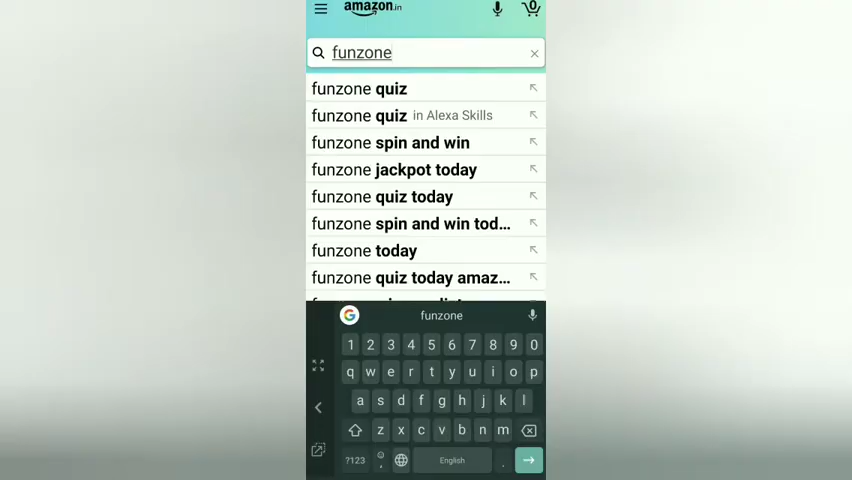 amazon.in
0
funzone
funzone quiz
funzone quiz in Alexa Skills
funzone spin and win
funzone jackpot today
funzone quiz today
funzone spin and win tod...
funzone today
funzone quiz today amaz...
funzone
1 2 3 4 5 6 7 8 9 0
q w e r t y u i o p
a s d f g h j k l
z x c v b n m
?123 , English .